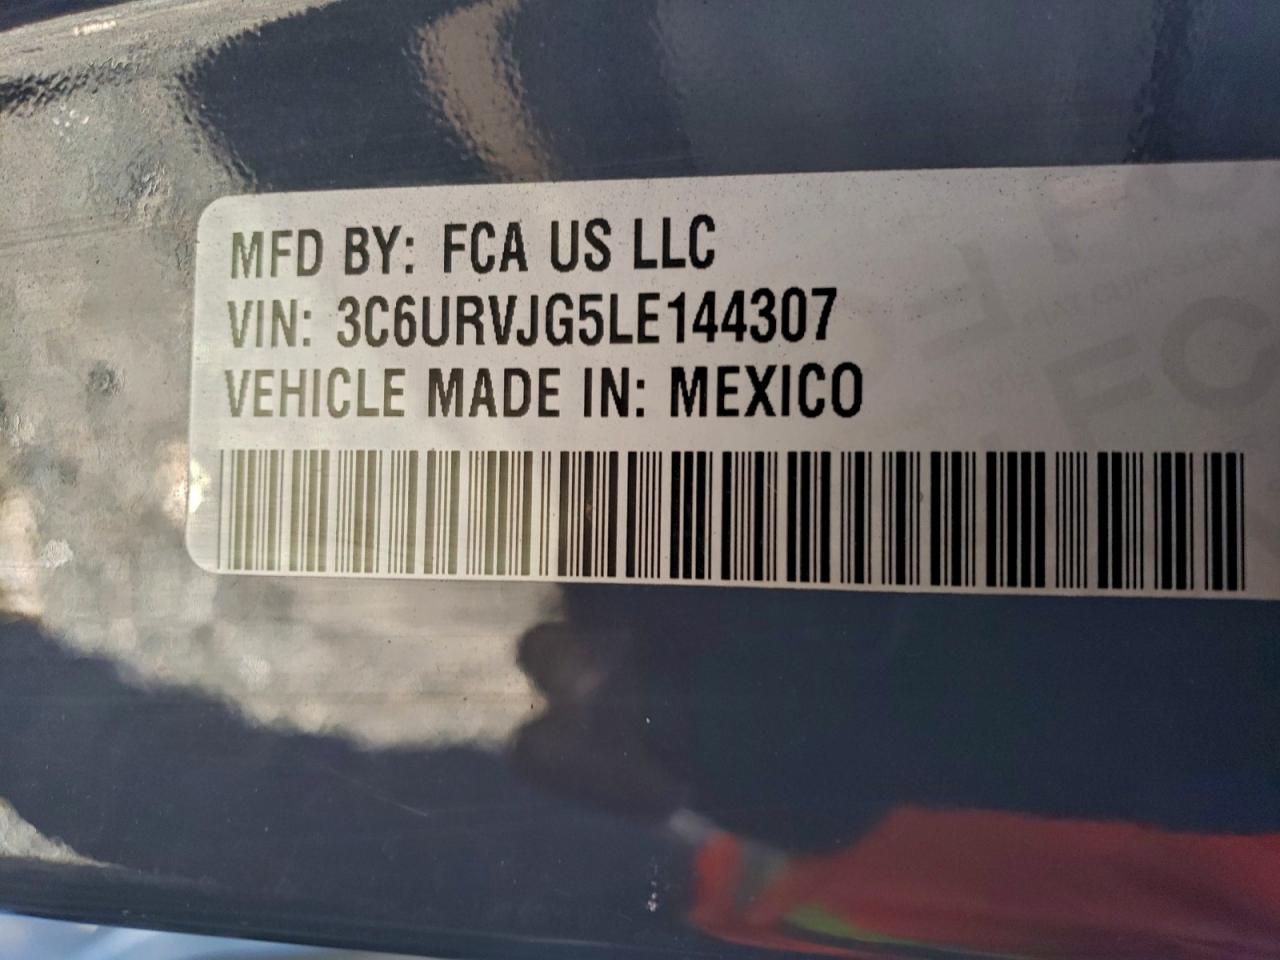 MFD BY: FCA US LLC
VIN: 3C6URVJG5LE144307
VEHICLE MADE IN: MEXICO